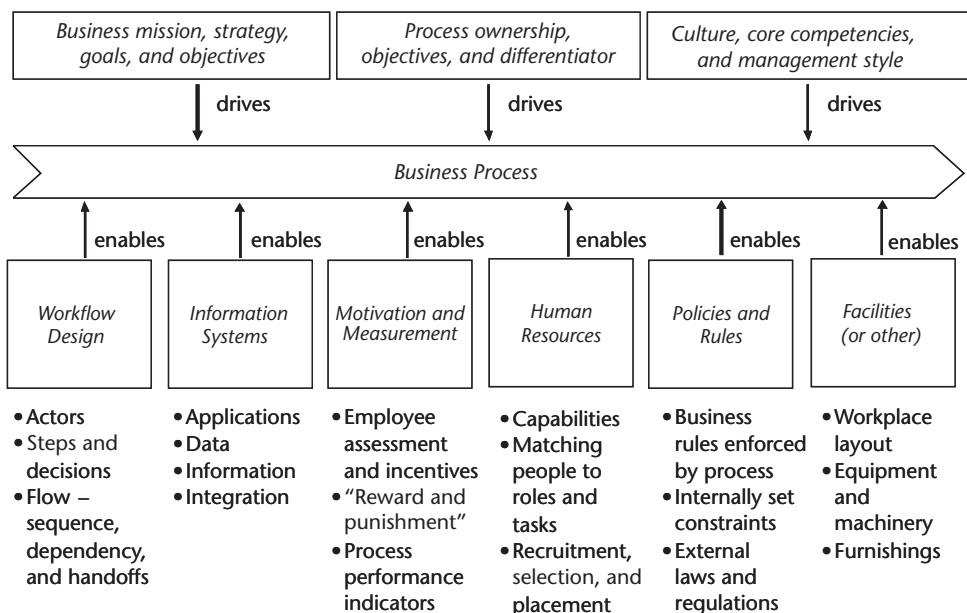 Business mission, strategy,
goals, and objectives
Process ownership,
objectives, and differentiator
Culture, core competencies,
and management style
drives
drives
drives
Business Process
enables
enables
enables
enables
enables
enables
Workflow
Design
Information
Systems
Motivation and
Measurement
Human
Resources
Policies and
Rules
Facilities
(or other)
• Actors
• Steps and
decisions
• Flow –
sequence,
dependency,
and handoffs
• Applications
• Data
• Information
• Integration
• Employee
assessment
and incentives
• “Reward and
punishment”
• Process
performance
indicators
• Capabilities
• Matching
people to
roles and
tasks
• Recruitment,
selection, and
placement
• Business
rules enforced
by process
• Internally set
constraints
• External
laws and
regulations
• Workplace
layout
• Equipment
and
machinery
• Furnishings